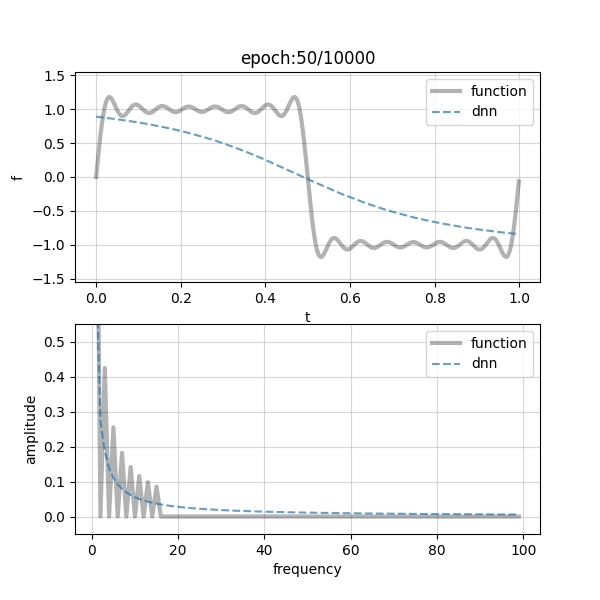 epoch:50/10000
1.5
1.0
0.5
0.0
−0.5
−1.0
−1.5
f
function
dnn
0.0 0.2 0.4 0.6 0.8 1.0
t
0.5
0.4
0.3
0.2
0.1
0.0
amplitude
function
dnn
0 20 40 60 80 100
frequency